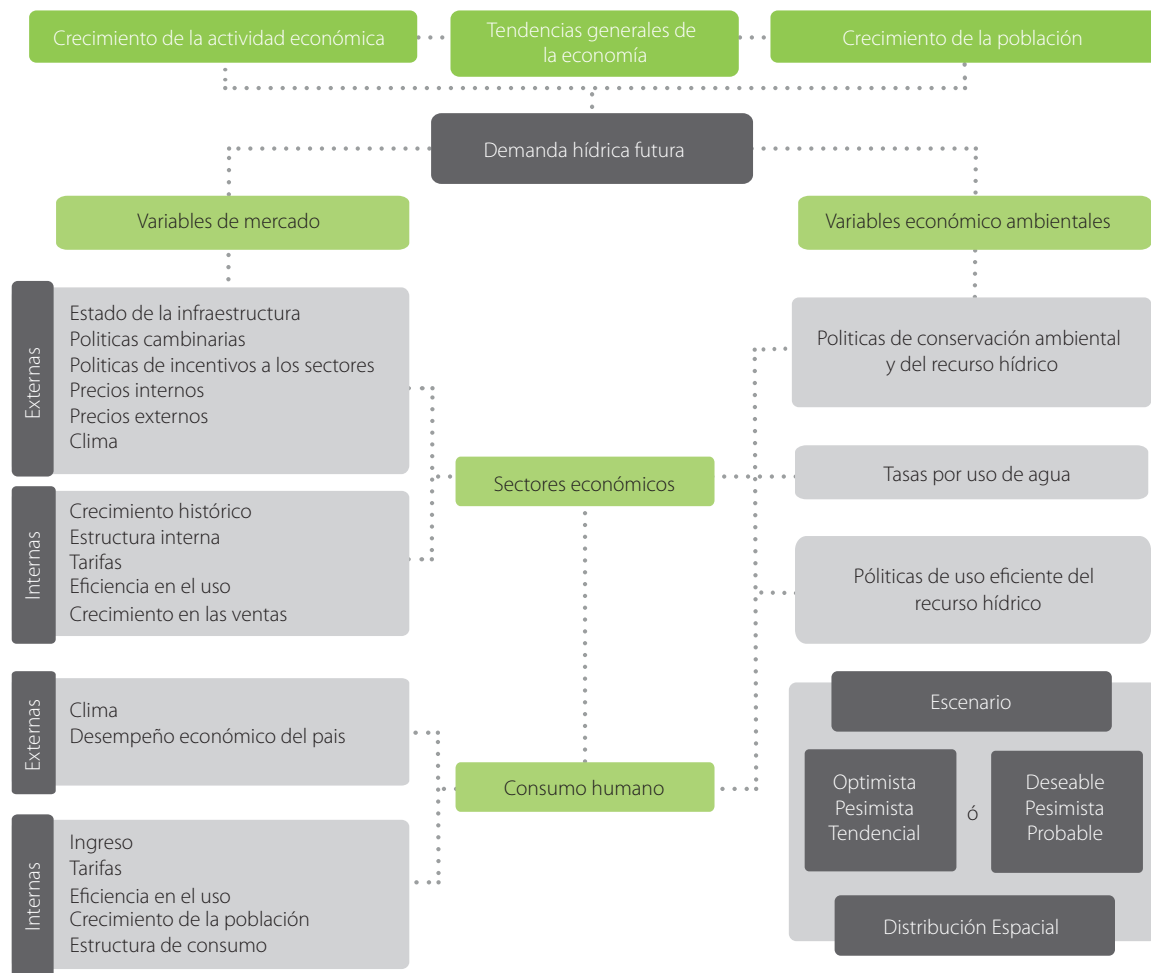 Crecimiento de la actividad económica
Tendencias generales de
la economía
Crecimiento de la población
Demanda hídrica futura
Variables de mercado
Variables económico ambientales
Externas
Estado de la infraestructura
Politicas cambinarias
Politicas de incentivos a los sectores
Precios internos
Precios externos
Clima
Internas
Crecimiento histórico
Estructura interna
Tarifas
Eficiencia en el uso
Crecimiento en las ventas
Externas
Clima
Desempeño económico del pais
Internas
Ingreso
Tarifas
Eficiencia en el uso
Crecimiento de la población
Estructura de consumo
Sectores económicos
Consumo humano
Politicas de conservación ambiental
y del recurso hídrico
Tasas por uso de agua
Póliticas de uso eficiente del
recurso hídrico
Escenario
Optimista
Pesimista
Tendencial
ó
Deseable
Pesimista
Probable
Distribución Espacial